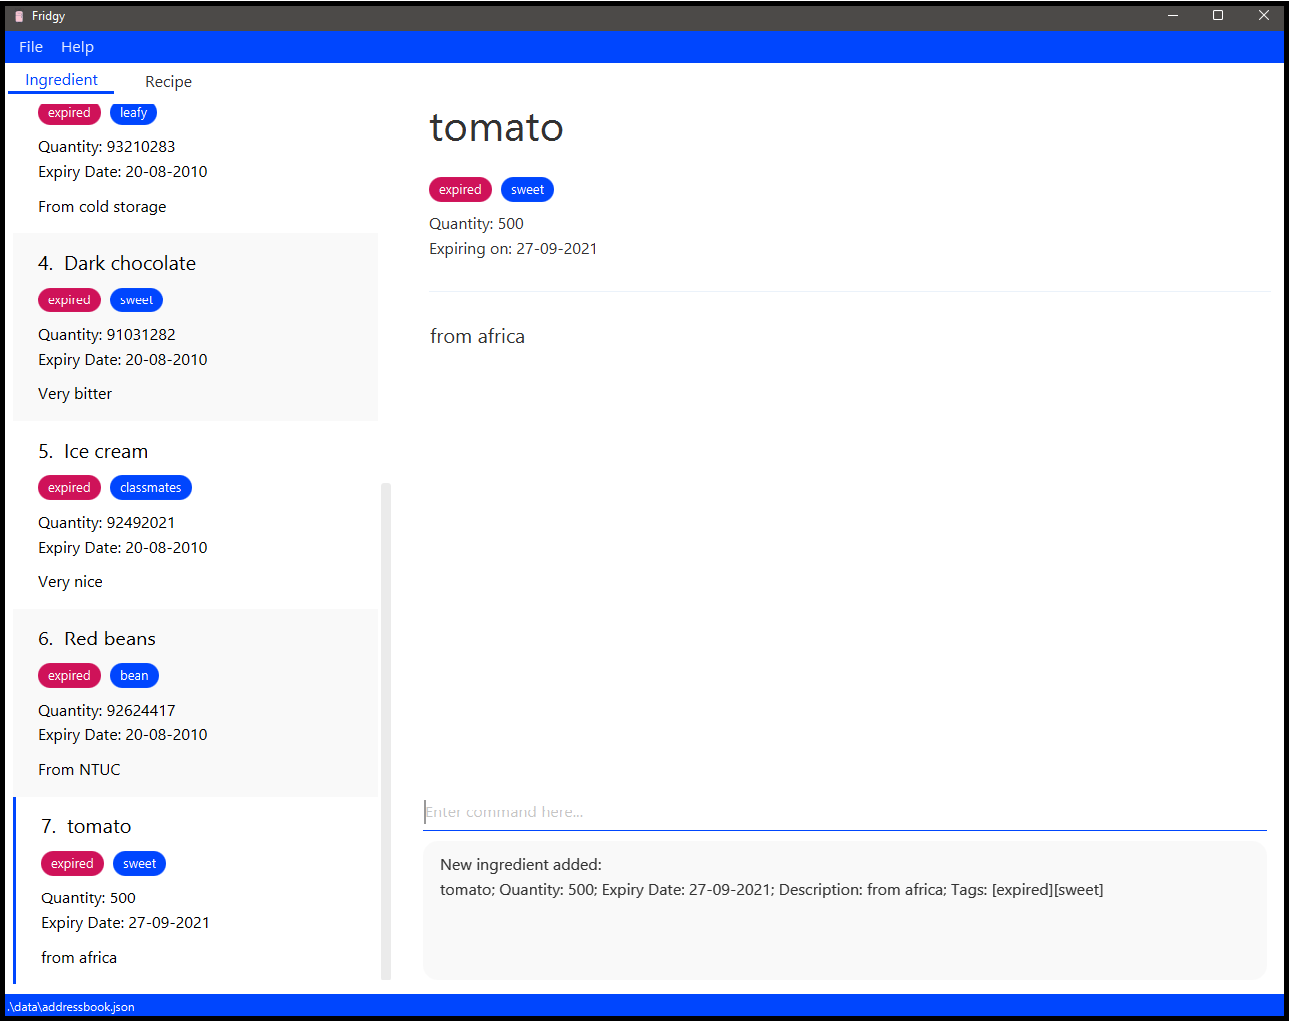 Fridgy
File Help
Ingredient Recipe
expired leafy
Quantity: 93210283
Expiry Date: 20-08-2010
From cold storage
4. Dark chocolate
expired sweet
Quantity: 91031282
Expiry Date: 20-08-2010
Very bitter
5. Ice cream
expired classmates
Quantity: 92492021
Expiry Date: 20-08-2010
Very nice
6. Red beans
expired bean
Quantity: 92624417
Expiry Date: 20-08-2010
From NTUC
7. tomato
expired sweet
Quantity: 500
Expiry Date: 27-09-2021
from africa
tomato
expired sweet
Quantity: 500
Expiring on: 27-09-2021
from africa
Enter command here...
New ingredient added:
tomato; Quantity: 500; Expiry Date: 27-09-2021; Description: from africa; Tags: [expired][sweet]
.\data\addressbook.json